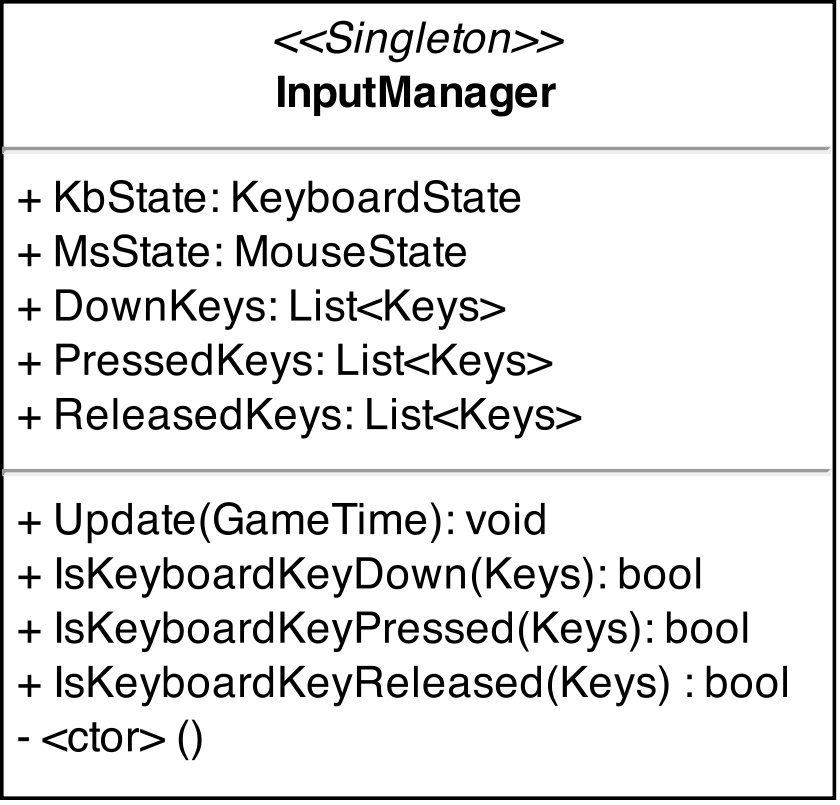 <<Singleton>>
InputManager
+ KbState: KeyboardState
+ MsState: MouseState
+ DownKeys: List<Keys>
+ PressedKeys: List<Keys>
+ ReleasedKeys: List<Keys>
+ Update(GameTime): void
+ IsKeyboardKeyDown(Keys): bool
+ IsKeyboardKeyPressed(Keys): bool
+ IsKeyboardKeyReleased(Keys) : bool
- <ctor> ()